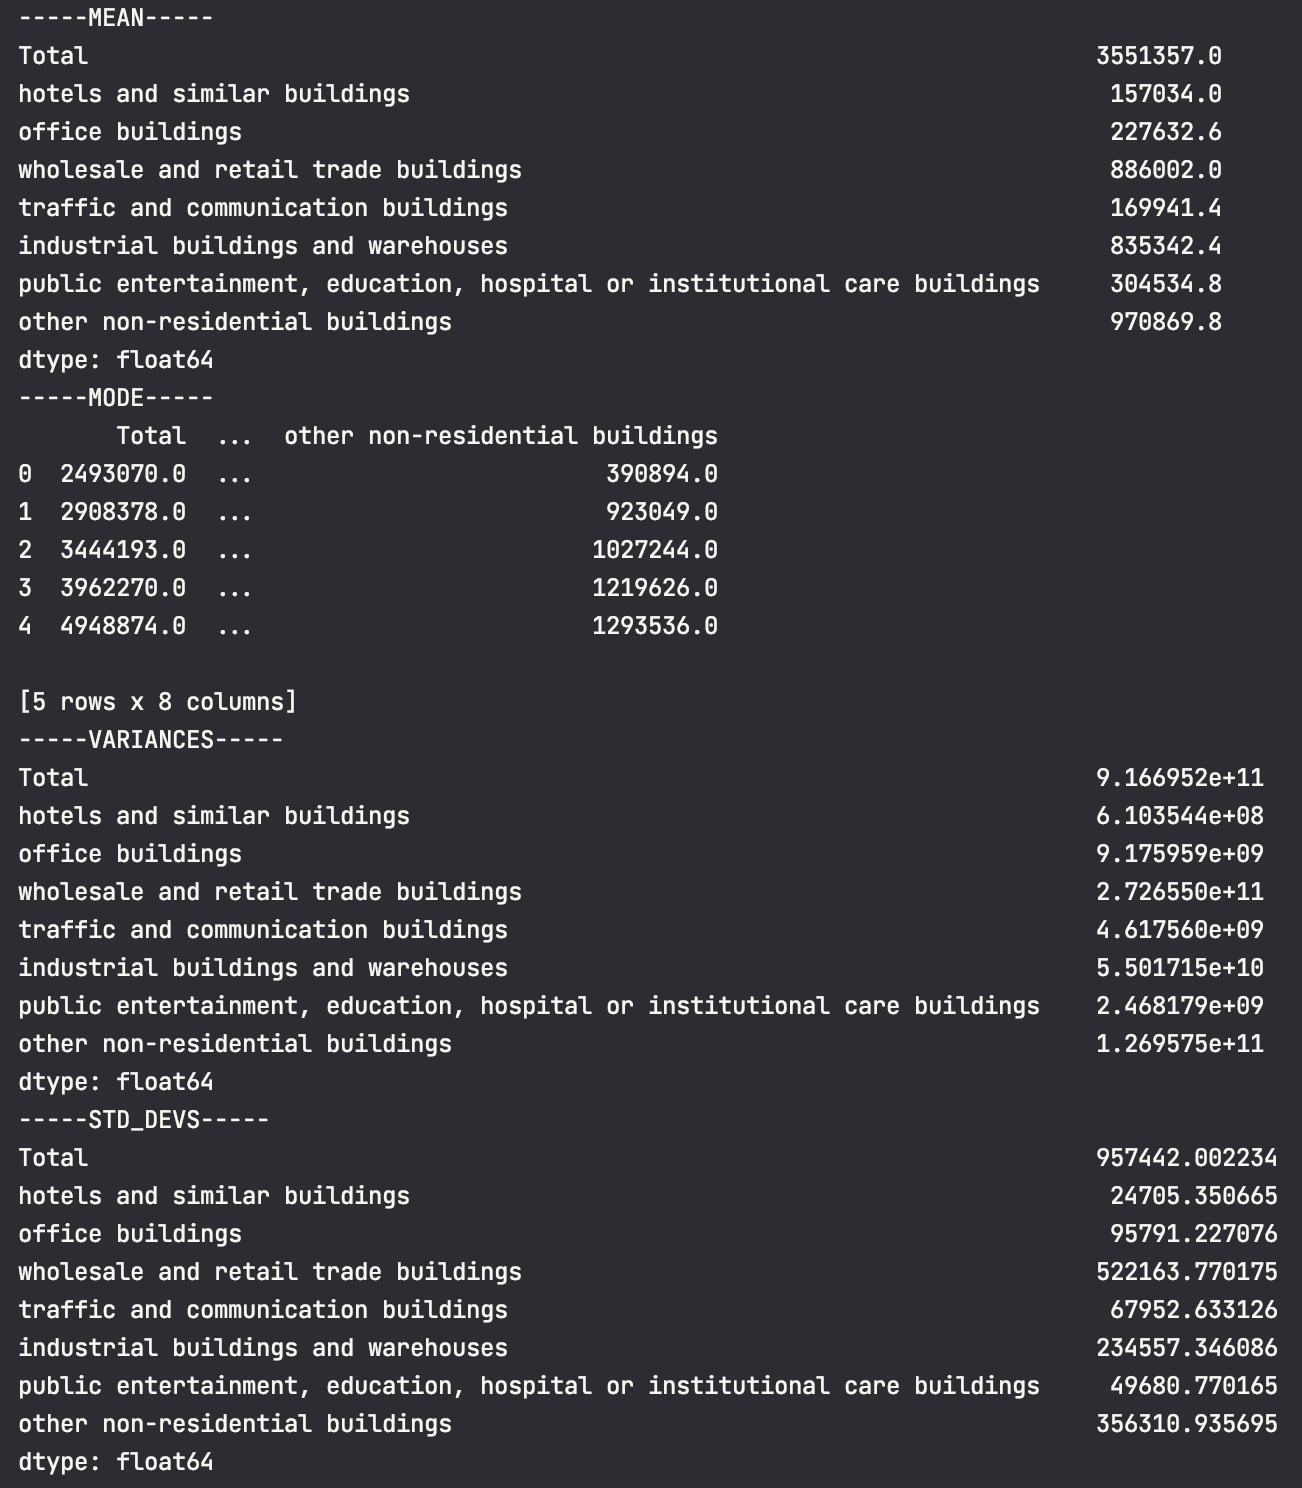 -----MEAN-----
Total 3551357.0
hotels and similar buildings 157034.0
office buildings 227632.6
wholesale and retail trade buildings 886002.0
traffic and communication buildings 169941.4
industrial buildings and warehouses 835342.4
public entertainment, education, hospital or institutional care buildings 304534.8
other non-residential buildings 970869.8
dtype: float64
-----MODE-----
Total ... other non-residential buildings
0 2493070.0 ... 390894.0
1 2908378.0 ... 923049.0
2 3444193.0 ... 1027244.0
3 3962270.0 ... 1219626.0
4 4948874.0 ... 1293536.0
[5 rows x 8 columns]
-----VARIANCES-----
Total 9.166952e+11
hotels and similar buildings 6.103544e+08
office buildings 9.175959e+09
wholesale and retail trade buildings 2.726550e+11
traffic and communication buildings 4.617560e+09
industrial buildings and warehouses 5.501715e+10
public entertainment, education, hospital or institutional care buildings 2.468179e+09
other non-residential buildings 1.269575e+11
dtype: float64
-----STD_DEVS-----
Total 957442.002234
hotels and similar buildings 24705.350665
office buildings 95791.227076
wholesale and retail trade buildings 522163.770175
traffic and communication buildings 67952.633126
industrial buildings and warehouses 234557.346086
public entertainment, education, hospital or institutional care buildings 49680.770165
other non-residential buildings 356310.935695
dtype: float64